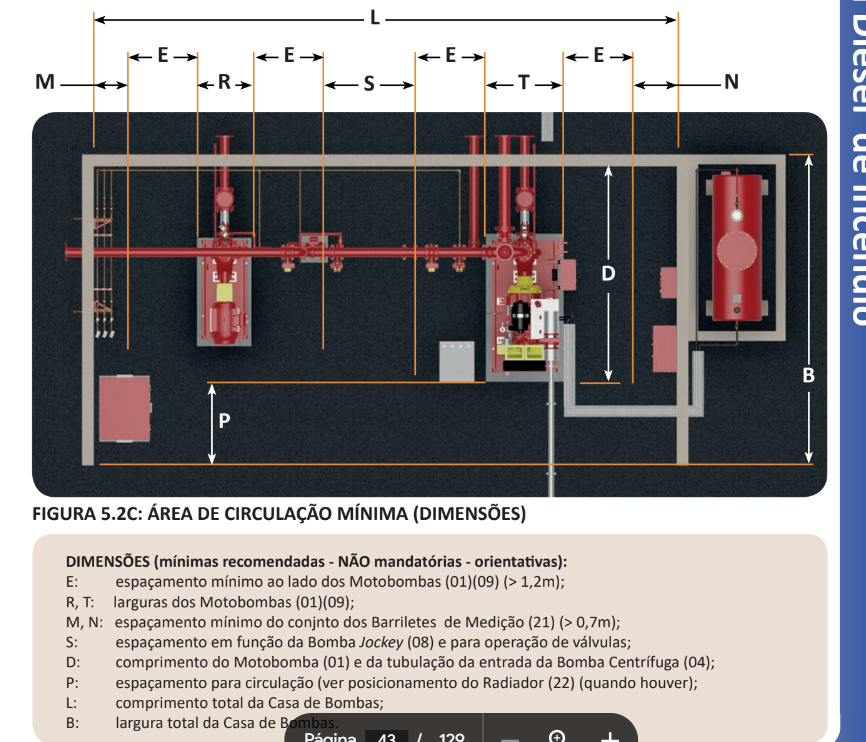 L
E E E E
M R S T N
D
B
P
Diesel de Incêndio
FIGURA 5.2C: ÁREA DE CIRCULAÇÃO MÍNIMA (DIMENSÕES)
DIMENSÕES (mínimas recomendadas - NÃO mandatórias - orientativas):
E: espaçamento mínimo ao lado dos Motobombas (01)(09) (> 1,2m);
R, T: larguras dos Motobombas (01)(09);
M, N: espaçamento mínimo do conjnto dos Barriletes de Medição (21) (> 0,7m);
S: espaçamento em função da Bomba Jockey (08) e para operação de válvulas;
D: comprimento do Motobomba (01) e da tubulação da entrada da Bomba Centrífuga (04);
P: espaçamento para circulação (ver posicionamento do Radiador (22) (quando houver);
L: comprimento total da Casa de Bombas;
B: largura total da Casa de Bombas.
Página 43 / 129